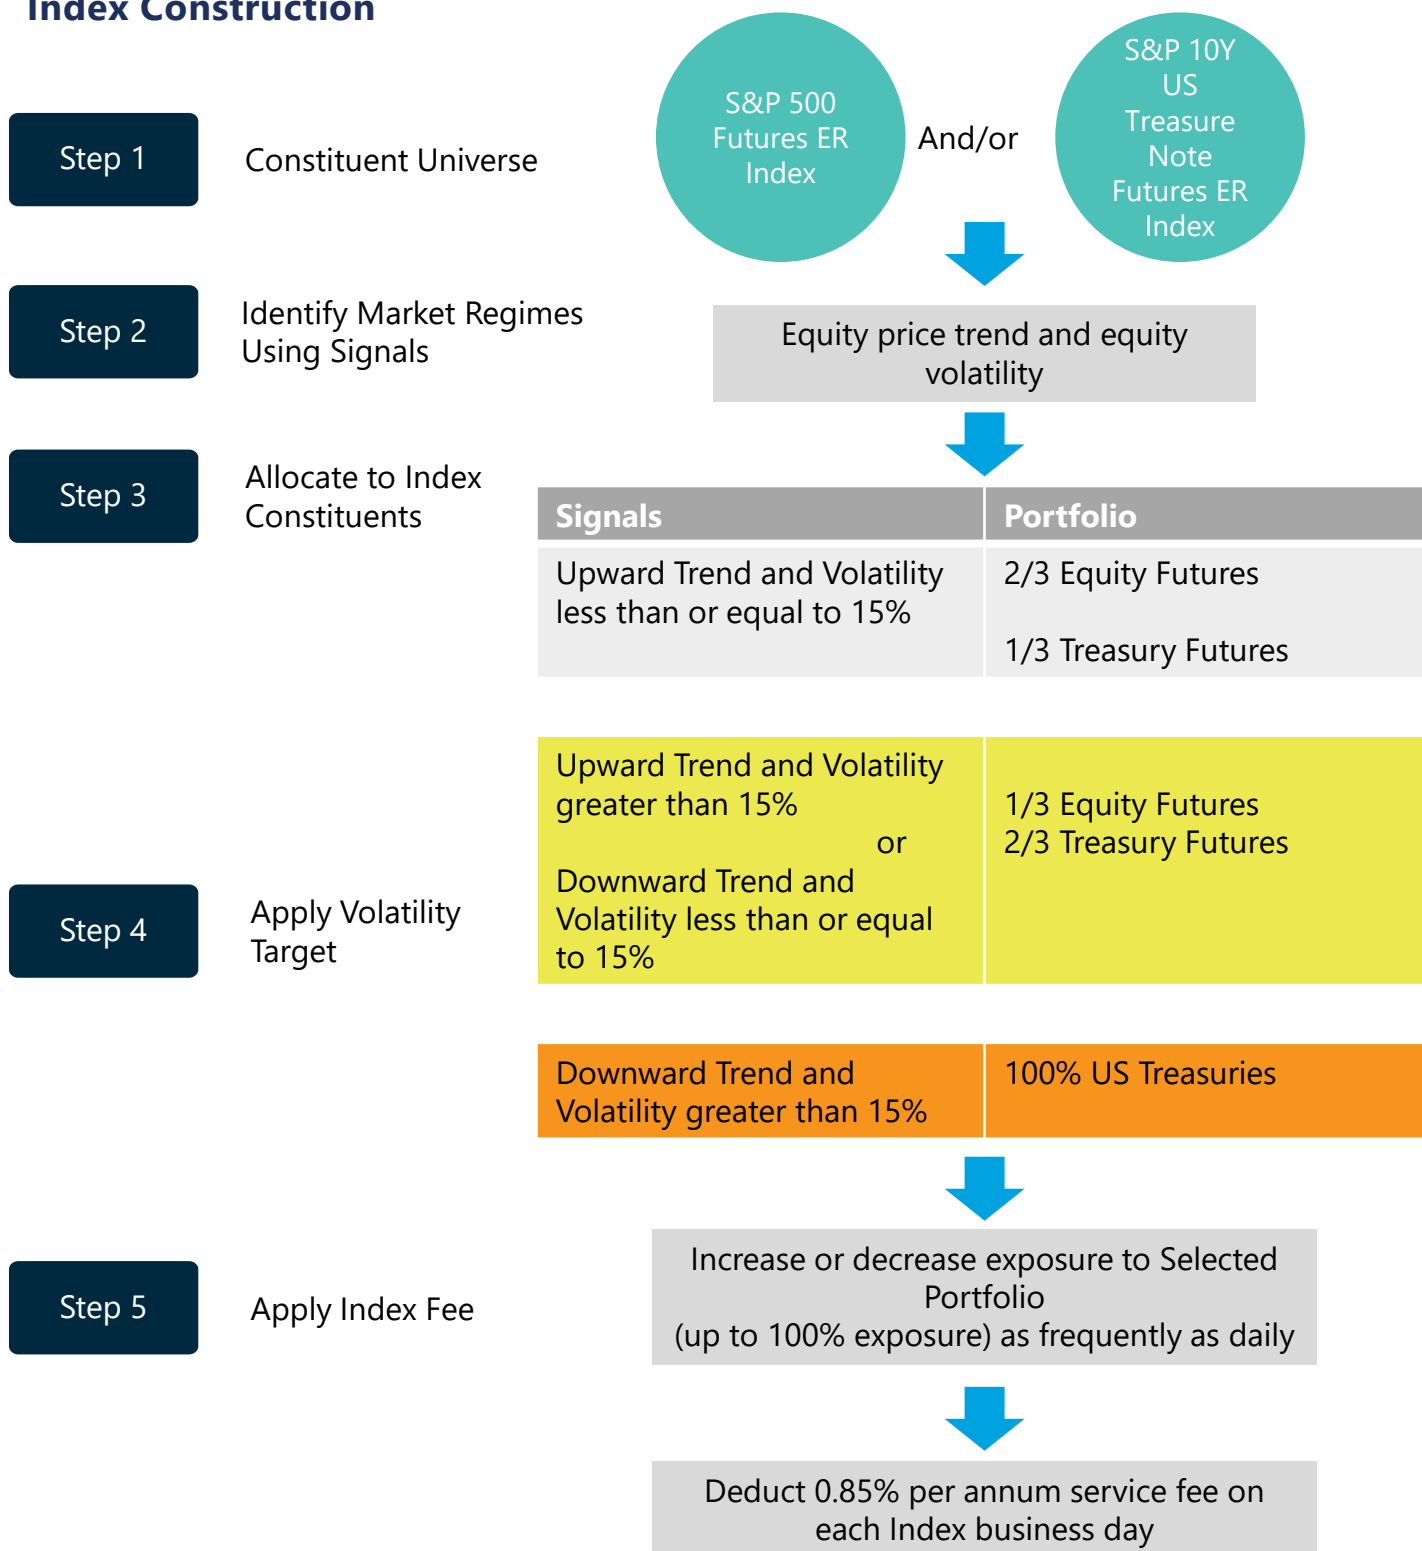 Index Construction
S&P 500
Futures ER
Index
And/or
S&P 10Y
US
Treasure
Note
Futures ER
Index
Step 1
Constituent Universe
Step 2
Identify Market Regimes
Using Signals
Equity price trend and equity
volatility
Step 3
Allocate to Index
Constituents
Signals
Portfolio
Upward Trend and Volatility
less than or equal to 15%
2/3 Equity Futures
1/3 Treasury Futures
Upward Trend and Volatility
greater than 15%
or
Downward Trend and
Volatility less than or equal
to 15%
1/3 Equity Futures
2/3 Treasury Futures
Step 4
Apply Volatility
Target
Downward Trend and
Volatility greater than 15%
100% US Treasuries
Increase or decrease exposure to Selected
Portfolio
(up to 100% exposure) as frequently as daily
Step 5
Apply Index Fee
Deduct 0.85% per annum service fee on
each Index business day